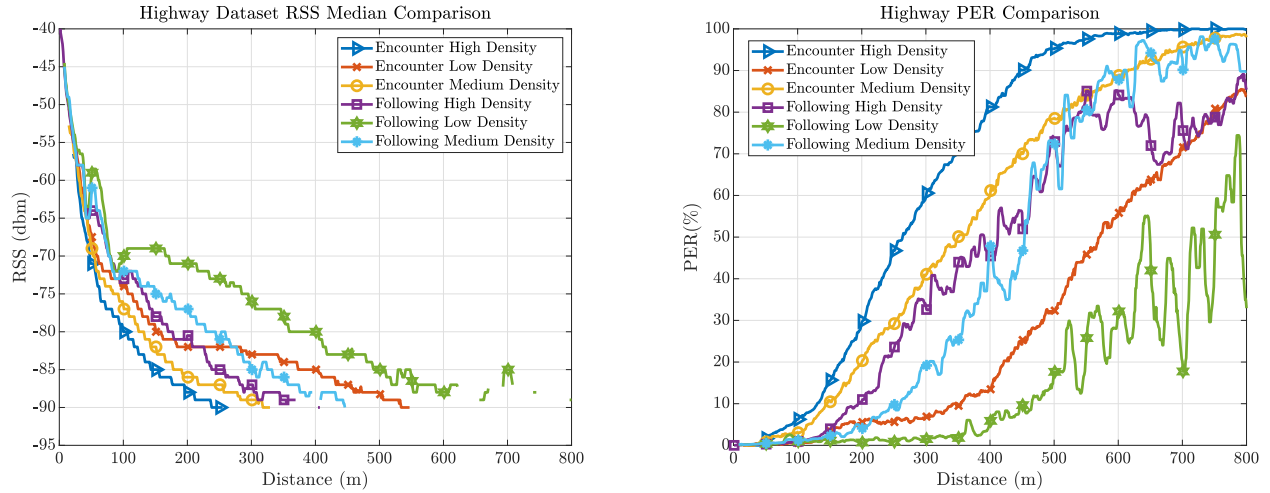 Highway Dataset RSS Median Comparison
-40
-45
-50
-55
-60
-65
-70
-75
-80
-85
-90
-95
RSS (dbm)
Encounter High Density
Encounter Low Density
Encounter Medium Density
Following High Density
Following Low Density
Following Medium Density
0 100 200 300 400 500 600 700 800
Distance (m)
Highway PER Comparison
100
90
80
70
60
50
40
30
20
10
0
PER(%)
Encounter High Density
Encounter Low Density
Encounter Medium Density
Following High Density
Following Low Density
Following Medium Density
0 100 200 300 400 500 600 700 800
Distance (m)